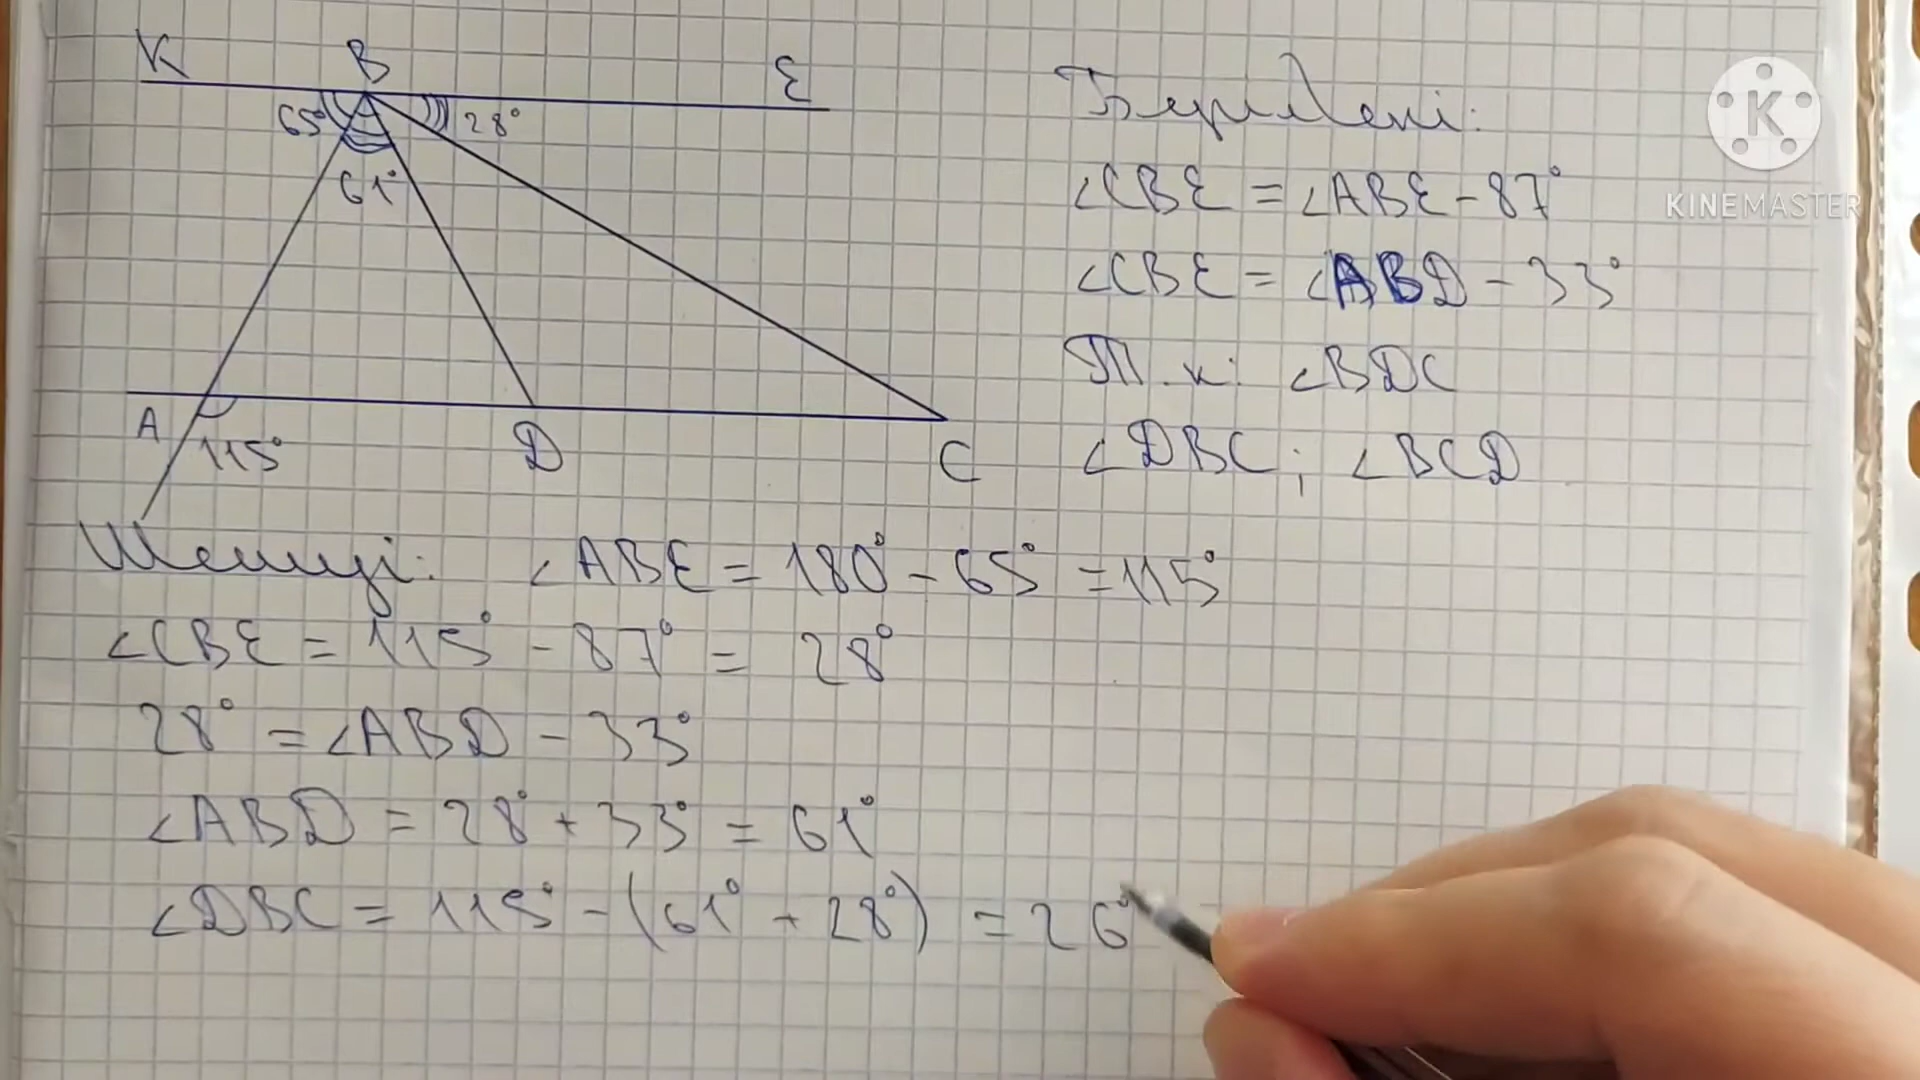 K B E
65° 28°
61°
A 115° D C
Берілгені:
∠CBE = ∠ABE - 87°
∠CBE = ∠ABD - 33°
Т.к: ∠BDC
∠DBC; ∠BCD
K
KINEMASTER
Шешуі: ∠ABE = 180° - 65° = 115°
∠CBE = 115° - 87° = 28°
28° = ∠ABD - 33°
∠ABD = 28° + 33° = 61°
∠DBC = 115° - (61° + 28°) = 26°